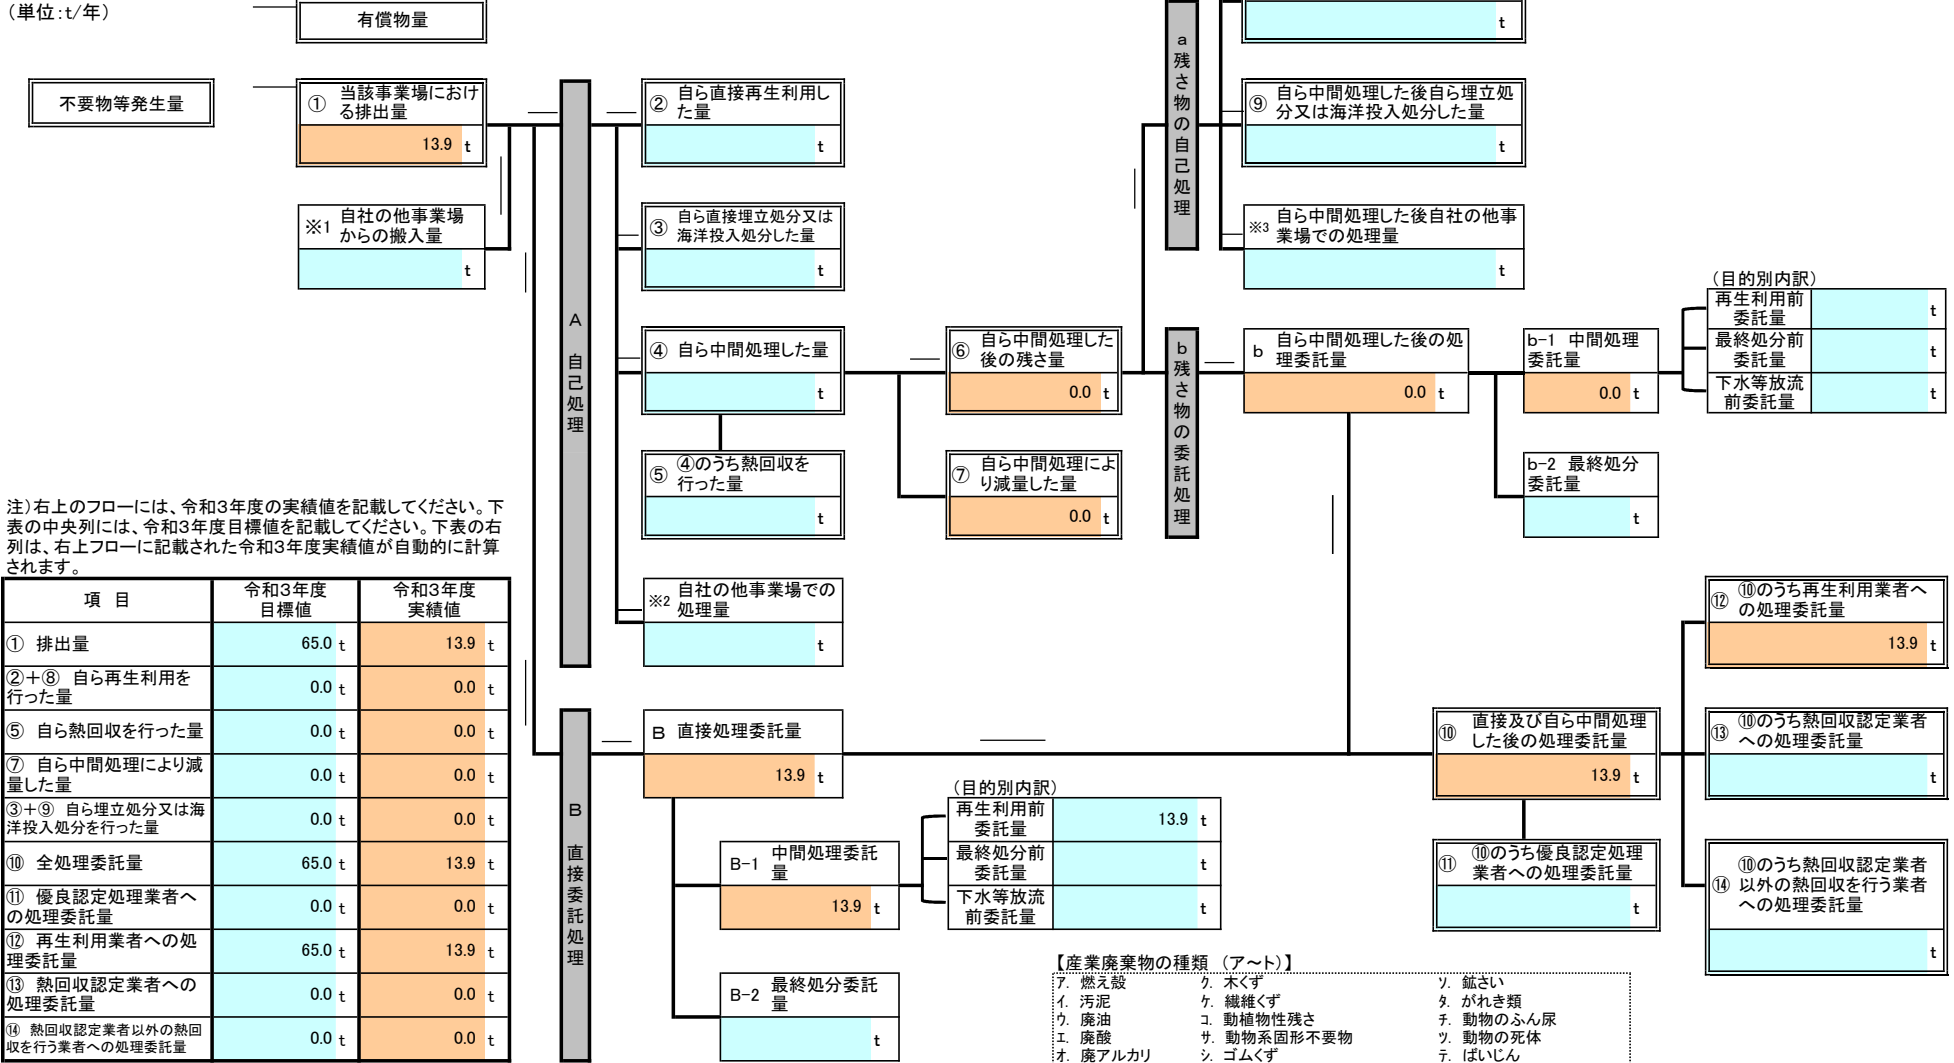 （単位：t/年）
有償物量
t
不要物等発生量
① 当該事業場におけ
る排出量
13.9 t
② 自ら直接再生利用し
た量
t
⑨ 自ら中間処理した後自ら埋立処
分又は海洋投入処分した量
t
a
残さ物の自己処理
※1 自社の他事業場
からの搬入量
t
③ 自ら直接埋立処分又は
海洋投入処分した量
t
※3 自ら中間処理した後自社の他事
業場での処理量
t
A
自己処理
④ 自ら中間処理した量
t
⑥ 自ら中間処理した
後の残さ量
0.0 t
b
残さ物の委託処理
b 自ら中間処理した後の処
理委託量
0.0 t
b-1 中間処理
委託量
0.0 t
（目的別内訳）
再生利用前
委託量
t
最終処分前
委託量
t
下水等放流
前委託量
t
⑤ ④のうち熱回収を
行った量
t
⑦ 自ら中間処理によ
り減量した量
0.0 t
b-2 最終処分
委託量
t
注）右上のフローには、令和3年度の実績値を記載してください。下
表の中央列には、令和3年度目標値を記載してください。下表の右
列は、右上フローに記載された令和3年度実績値が自動的に計算
されます。
項 目
令和3年度
目標値
令和3年度
実績値
① 排出量
65.0 t
13.9 t
②＋⑧ 自ら再生利用を
行った量
0.0 t
0.0 t
⑤ 自ら熱回収を行った量
0.0 t
0.0 t
⑦ 自ら中間処理により減
量した量
0.0 t
0.0 t
③＋⑨ 自ら埋立処分又は海
洋投入処分を行った量
0.0 t
0.0 t
⑩ 全処理委託量
65.0 t
13.9 t
⑪ 優良認定処理業者へ
の処理委託量
0.0 t
0.0 t
⑫ 再生利用業者への処
理委託量
65.0 t
13.9 t
⑬ 熱回収認定業者への
処理委託量
0.0 t
0.0 t
⑭ 熱回収認定業者以外の熱回
収を行う業者への処理委託量
0.0 t
0.0 t
※2 自社の他事業場での
処理量
t
B
直接委託処理
B 直接処理委託量
13.9 t
B-1 中間処理委託
量
13.9 t
（目的別内訳）
再生利用前
委託量
13.9 t
最終処分前
委託量
t
下水等放流
前委託量
t
B-2 最終処分委託
量
t
⑩ 直接及び自ら中間処理
した後の処理委託量
13.9 t
⑪ ⑩のうち優良認定処理
業者への処理委託量
t
⑫ ⑩のうち再生利用業者へ
の処理委託量
13.9 t
⑬ ⑩のうち熱回収認定業者
への処理委託量
t
⑭ ⑩のうち熱回収認定業者
以外の熱回収を行う業者
への処理委託量
t
【産業廃棄物の種類 （ア～ト）】
ア. 燃え殻 ク. 木くず ソ. 鉱さい
イ. 汚泥 ケ. 繊維くず タ. がれき類
ウ. 廃油 コ. 動植物性残さ チ. 動物のふん尿
エ. 廃酸 サ. 動物系固形不要物 ツ. 動物の死体
オ. 廃アルカリ シ. ゴムくず テ. ばいじん